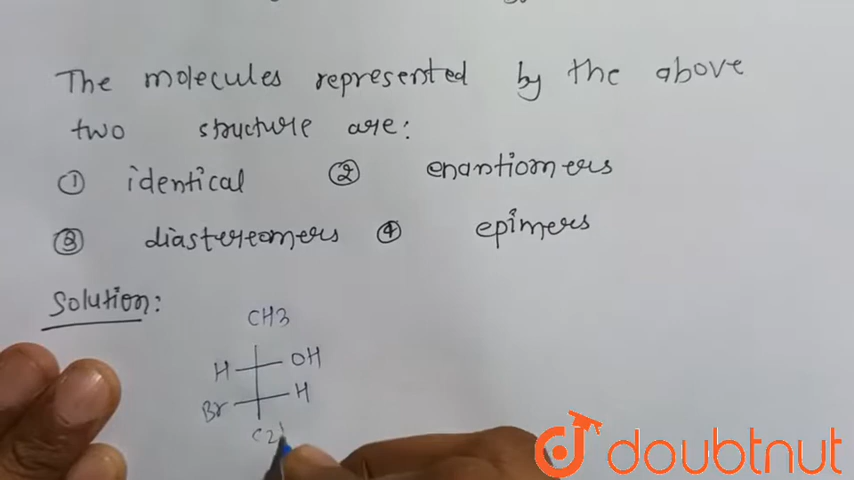 The molecules represented by the above
two structure are:
① identical ② enantiomers
③ diastereomers ④ epimers
Solution:
CH3
H OH
Br H
C2
doubtnut